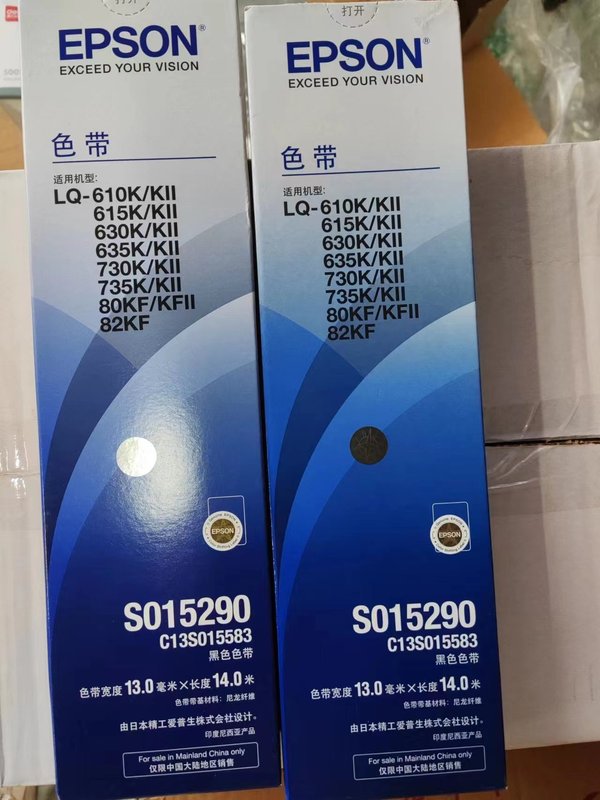 打开
EPSON®
EXCEED YOUR VISION
色带
适用机型:
LQ-610K/KII
615K/KII
630K/KII
635K/KII
730K/KII
735K/KII
80KF/KFII
82KF
EPSON
S015290
C13S015583
黑色色带
色带宽度 13.0 毫米×长度 14.0 米
色带带基材料：尼龙纤维
由日本精工爱普生株式会社设计。
印度尼西亚产品
For sale in Mainland China only
仅限中国大陆地区销售
打开
EPSON®
EXCEED YOUR VISION
色带
适用机型:
LQ-610K/KII
615K/KII
630K/KII
635K/KII
730K/KII
735K/KII
80KF/KFII
82KF
EPSON
S015290
C13S015583
黑色色带
色带宽度 13.0 毫米×长度 14.0 米
色带带基材料：尼龙纤维
由日本精工爱普生株式会社设计。
印度尼西亚产品
For sale in Mainland China only
仅限中国大陆地区销售